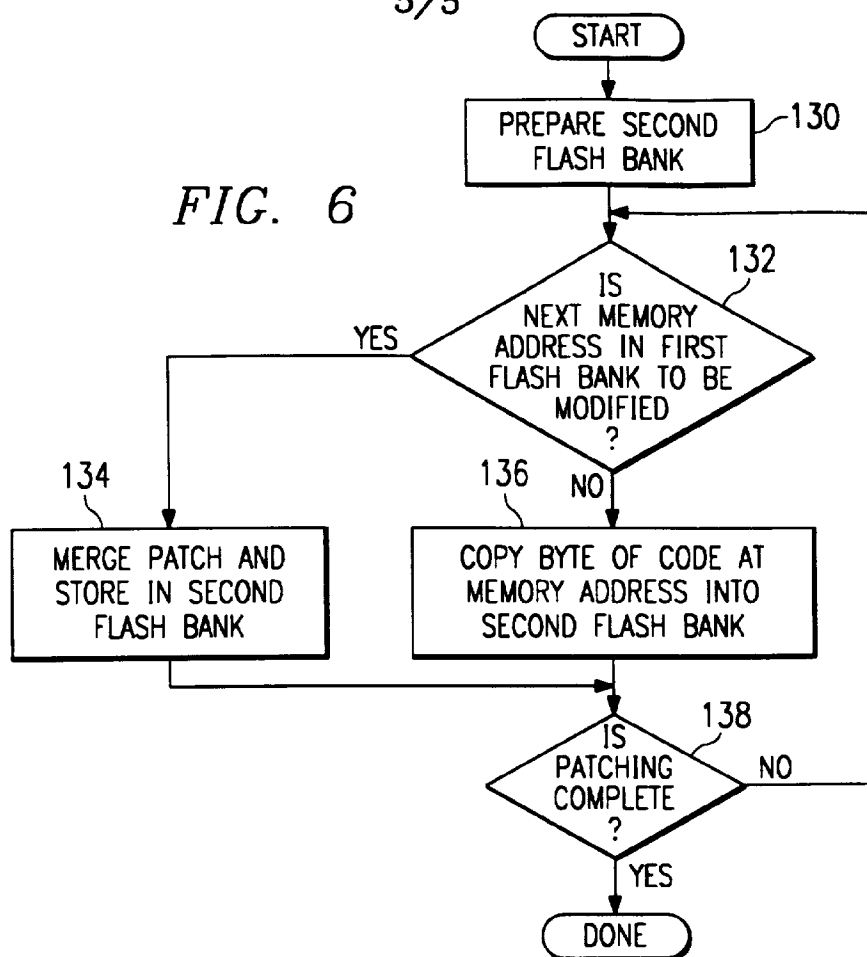 5/5
START
PREPARE SECOND
FLASH BANK
130
FIG. 6
IS
NEXT MEMORY
ADDRESS IN FIRST
FLASH BANK TO BE
MODIFIED
?
132
YES
NO
134
MERGE PATCH AND
STORE IN SECOND
FLASH BANK
136
COPY BYTE OF CODE AT
MEMORY ADDRESS INTO
SECOND FLASH BANK
138
IS
PATCHING
COMPLETE
?
NO
YES
DONE